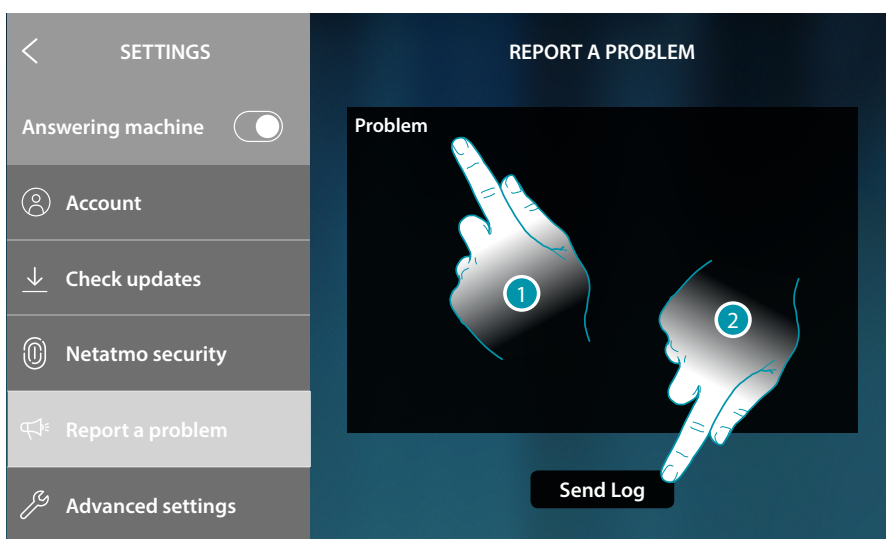 SETTINGS
Answering machine
Account
Check updates
Netatmo security
Report a problem
Advanced settings
REPORT A PROBLEM
Problem
1
2
Send Log